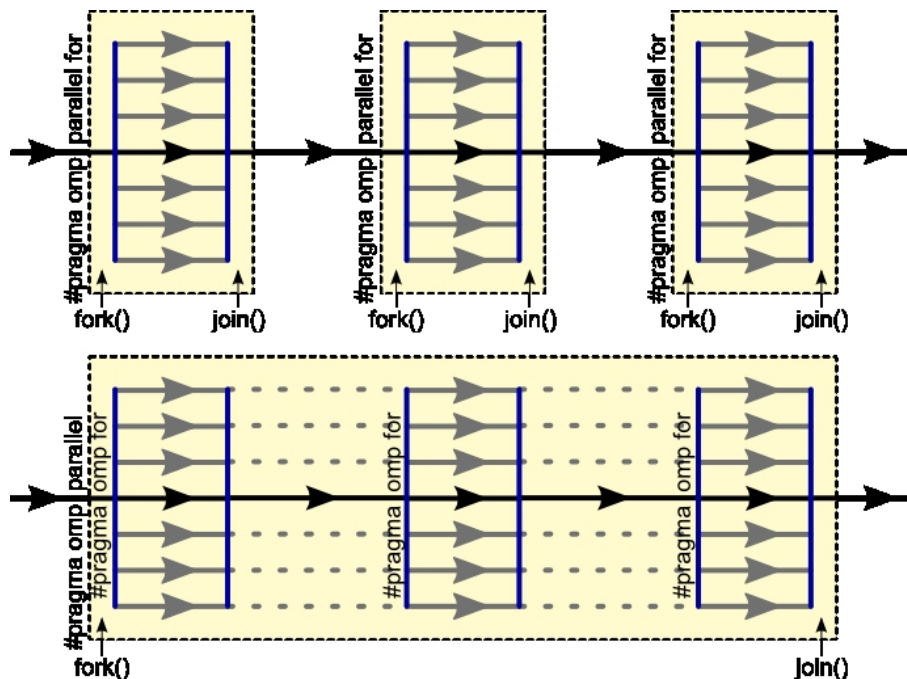 #pragma omp parallel for
fork()
join()
#pragma omp parallel for
fork()
join()
#pragma omp parallel for
fork()
join()
#pragma omp parallel
#pragma omp for
#pragma omp for
#pragma omp for
fork()
join()